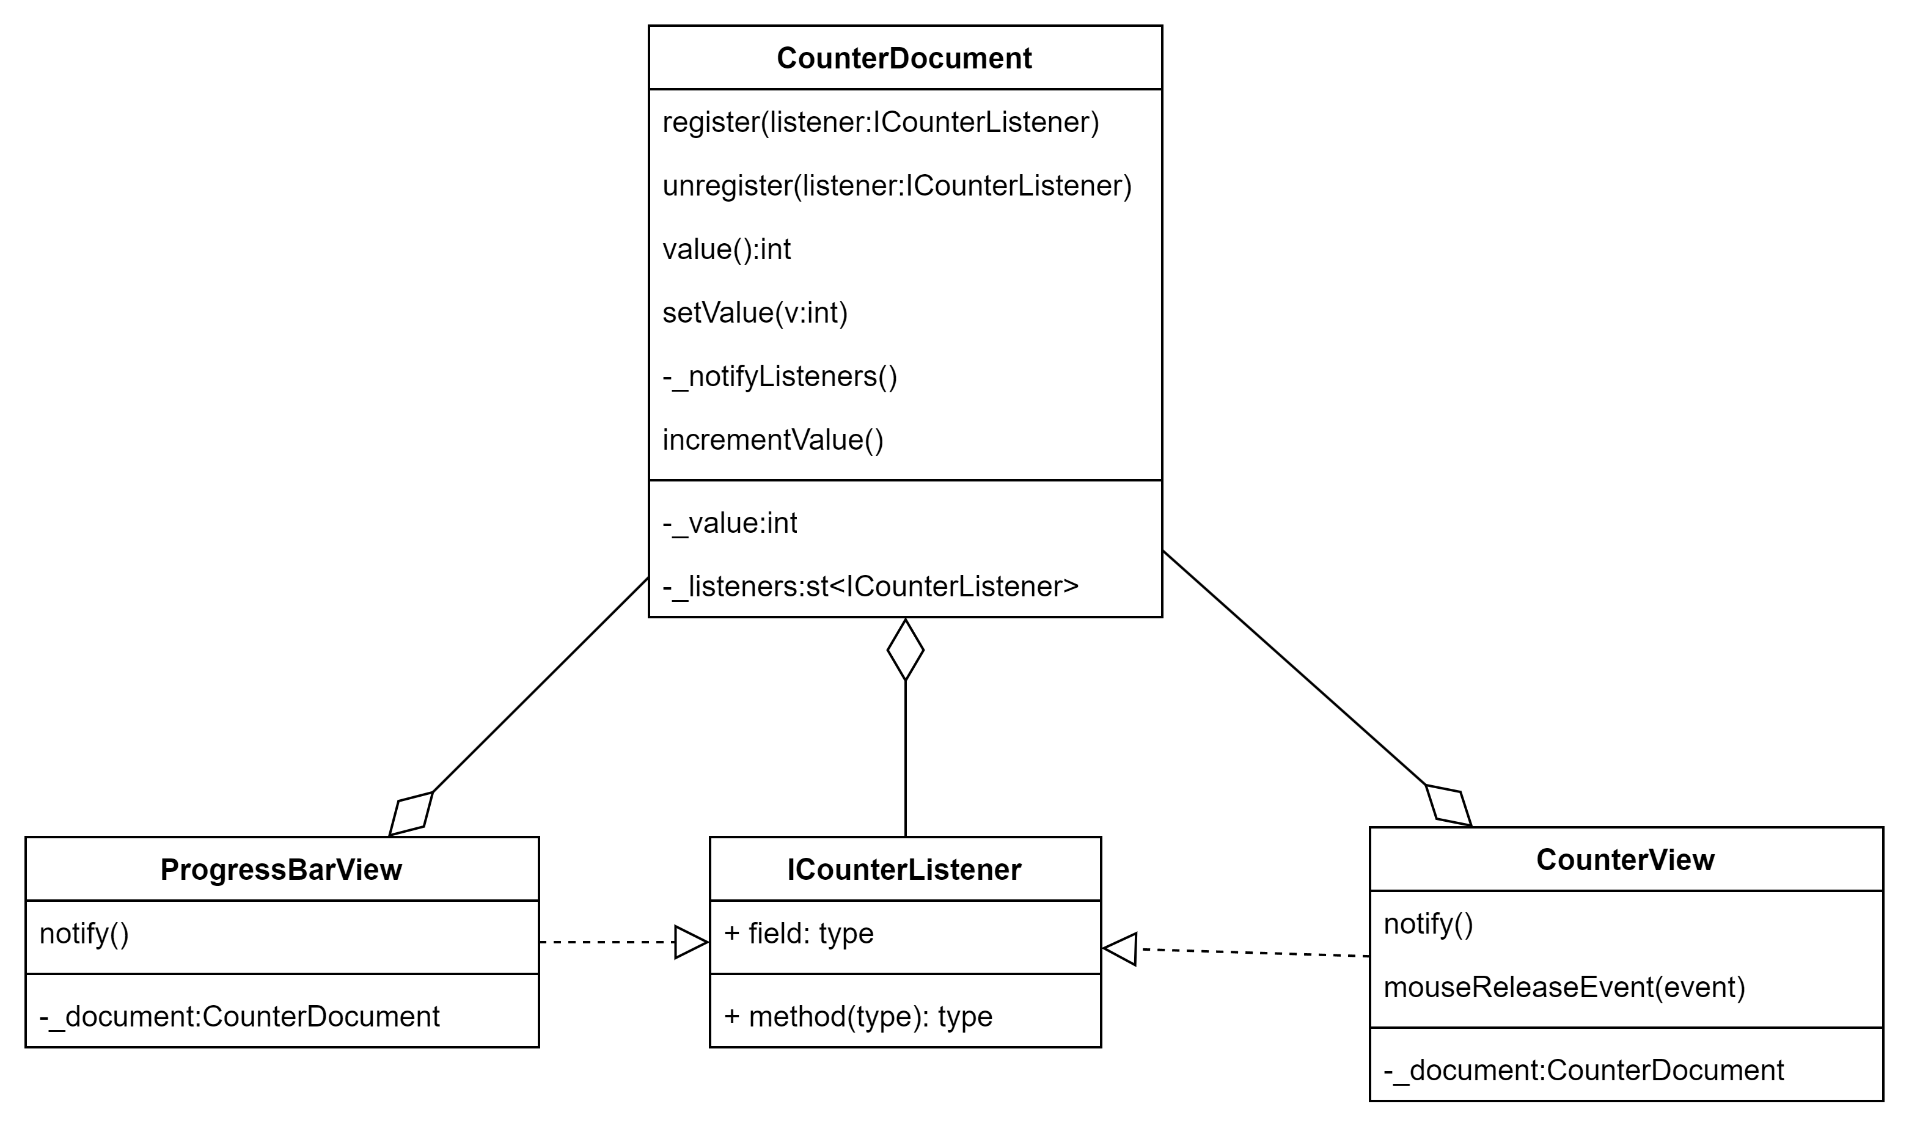 CounterDocument
register(listener:ICounterListener)
unregister(listener:ICounterListener)
value():int
setValue(v:int)
-_notifyListeners()
incrementValue()
-_value:int
-_listeners:st<ICounterListener>
ProgressBarView
notify()
-_document:CounterDocument
ICounterListener
+ field: type
+ method(type): type
CounterView
notify()
mouseReleaseEvent(event)
-_document:CounterDocument